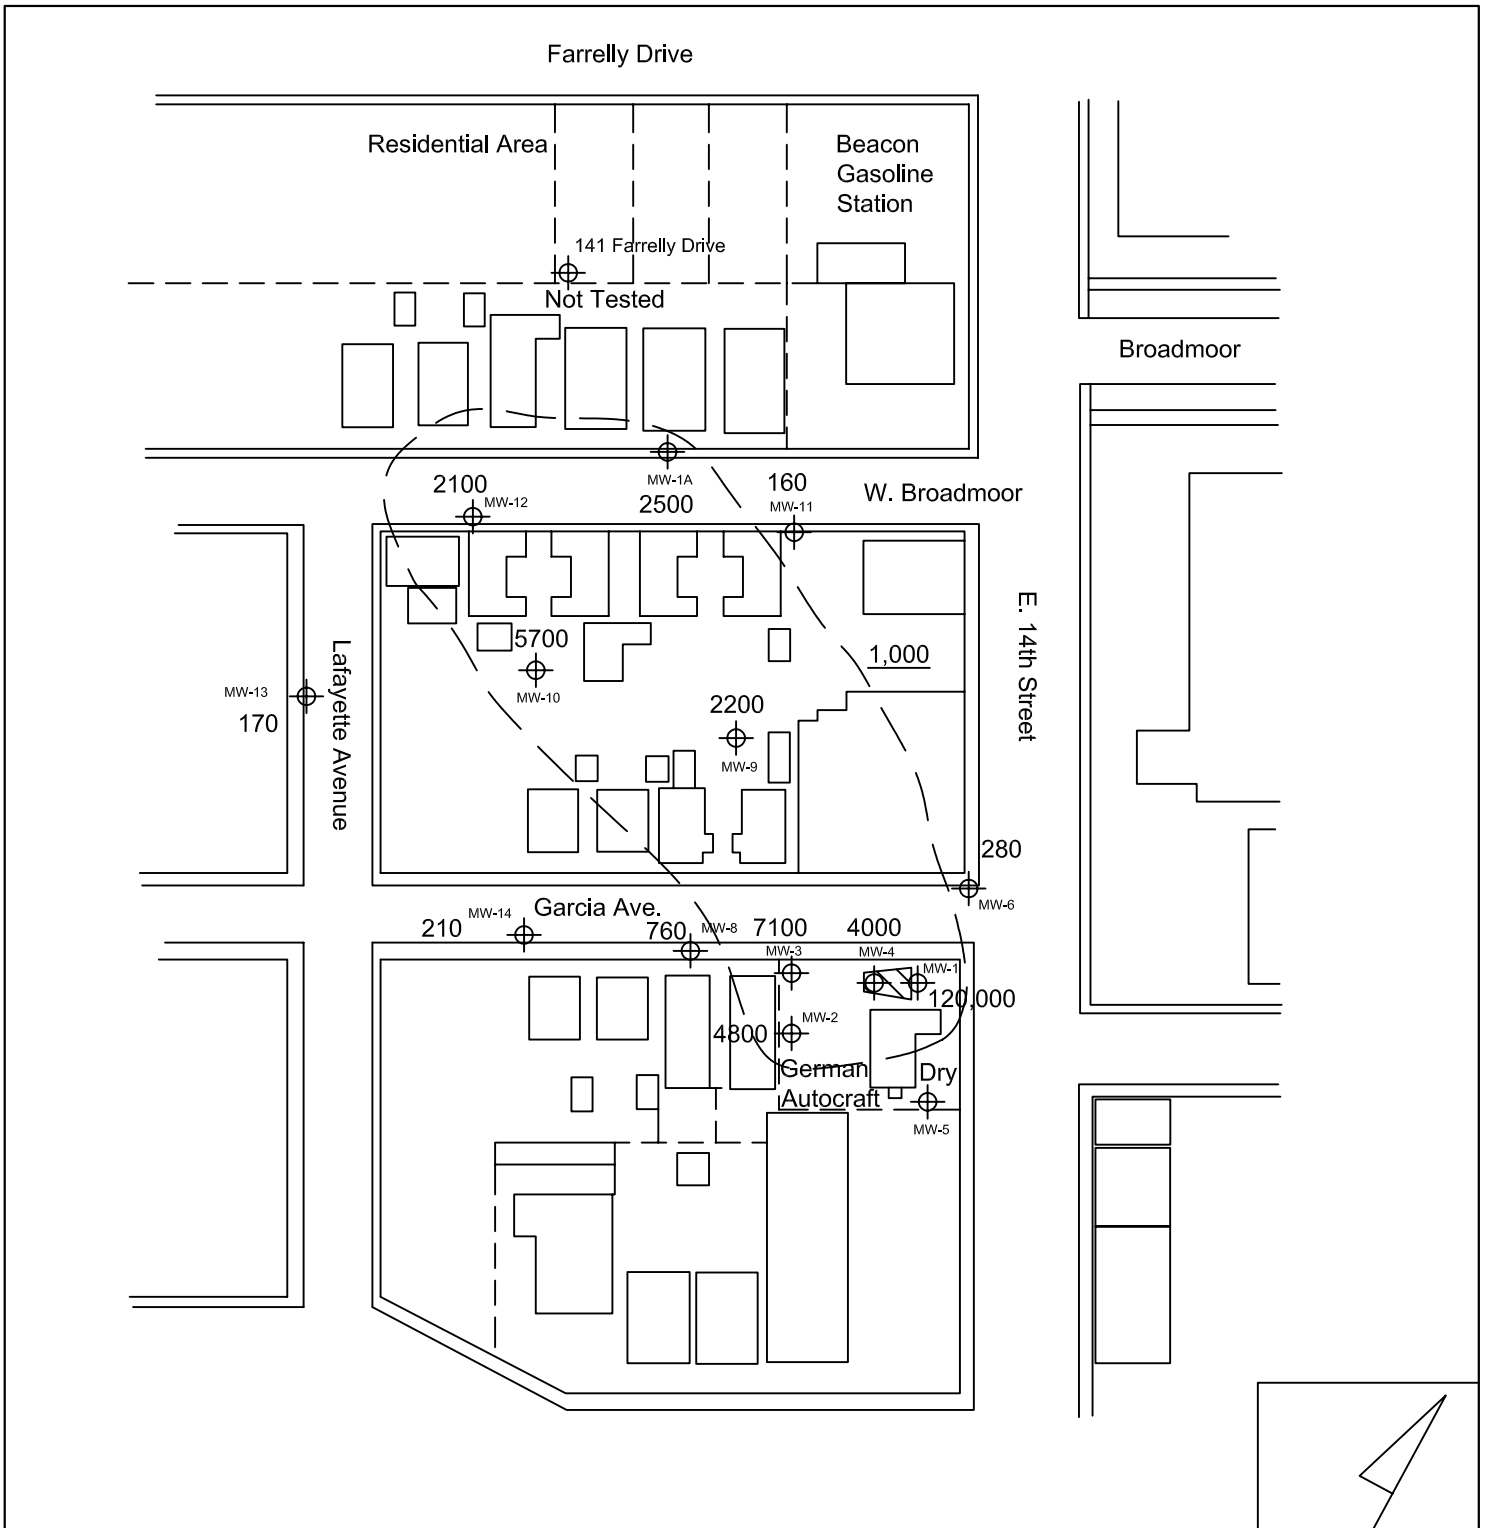 Farrelly Drive
Residential Area
Beacon
Gasoline
Station
141 Farrelly Drive
Not Tested
Broadmoor
2100
MW-12
MW-1A
2500
160
MW-11
W. Broadmoor
E. 14th Street
5700
MW-10
1,000
Lafayette Avenue
MW-13
170
2200
MW-9
280
MW-6
Garcia Ave.
210
MW-14
760
MW-8
7100
MW-3
4000
MW-4
MW-1
120,000
4800
MW-2
German
Autocraft
Dry
MW-5